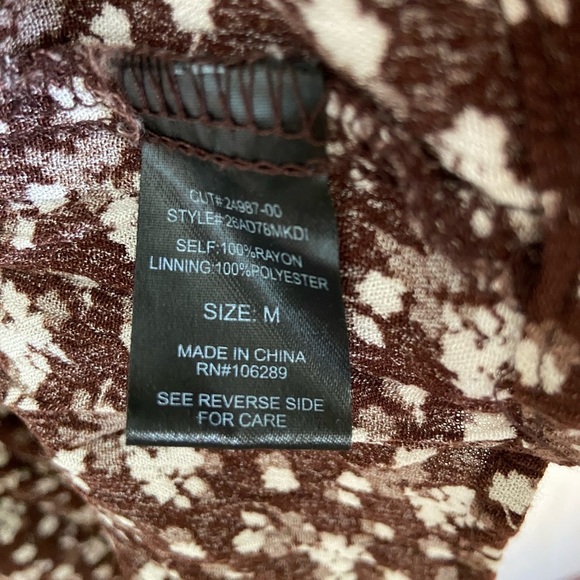 CUT# 24987-00
STYLE#:28AD78MKDI
SELF:100%RAYON
LINNING:100%POLYESTER
SIZE: M
MADE IN CHINA
RN#106289
SEE REVERSE SIDE
FOR CARE